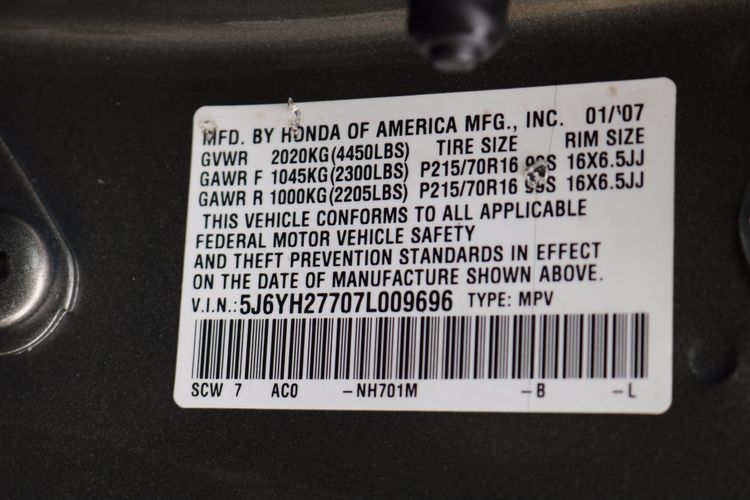 MFD. BY HONDA OF AMERICA MFG., INC. 01/'07
GVWR 2020KG(4450LBS) TIRE SIZE RIM SIZE
GAWR F 1045KG(2300LBS) P215/70R16 16X6.5JJ
GAWR R 1000KG(2205LBS) P215/70R16 16X6.5JJ
THIS VEHICLE CONFORMS TO ALL APPLICABLE
FEDERAL MOTOR VEHICLE SAFETY
AND THEFT PREVENTION STANDARDS IN EFFECT
ON THE DATE OF MANUFACTURE SHOWN ABOVE.
V.I.N.:5J6YH27707L009696 TYPE: MPV
SCW 7 AC0 -NH701M -B -L